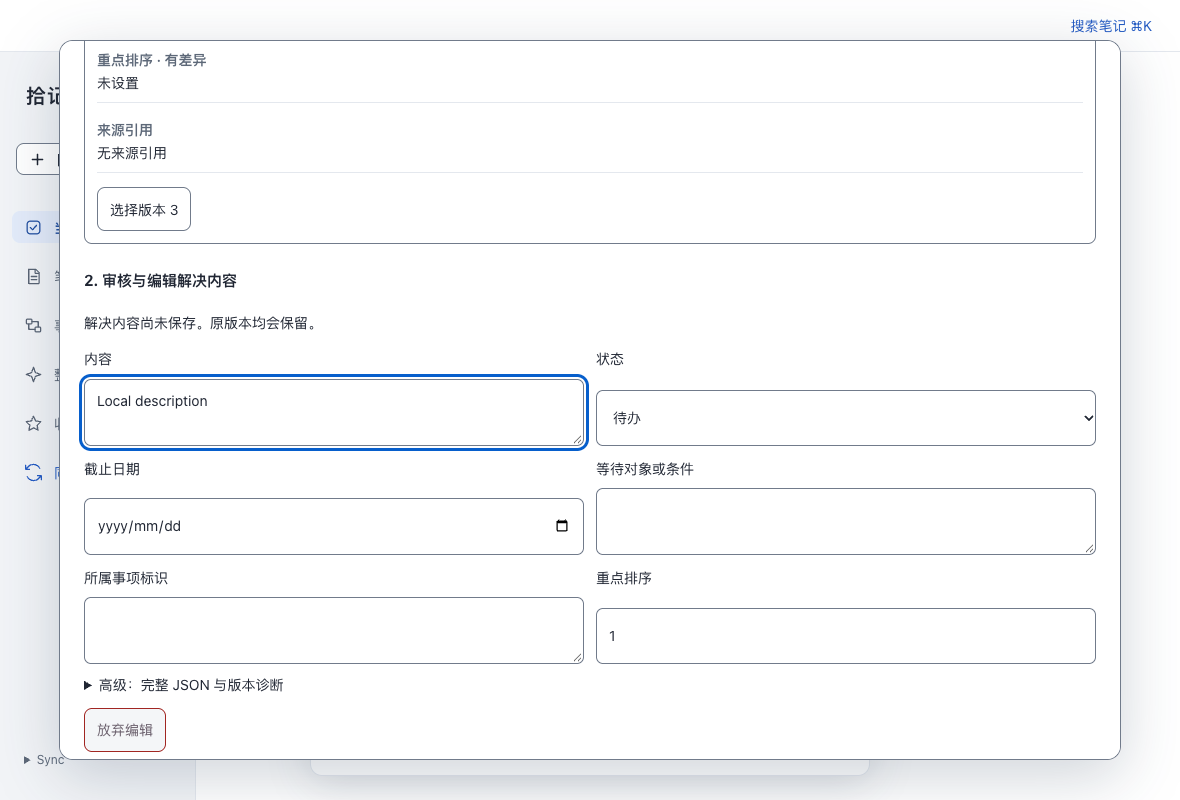 搜索笔记 ⌘K
拾记
重点排序 · 有差异
未设置
来源引用
无来源引用
选择版本 3
2. 审核与编辑解决内容
解决内容尚未保存。原版本均会保留。
内容
状态
Local description
待办
截止日期
等待对象或条件
yyyy/mm/dd
所属事项标识
重点排序
1
高级：完整 JSON 与版本诊断
放弃编辑
Sync